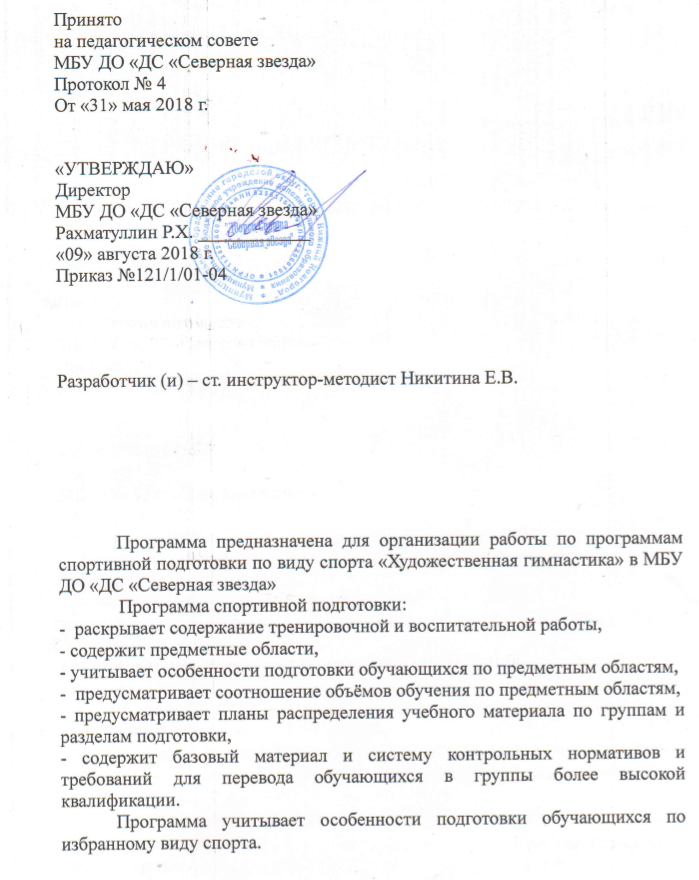 Принято
на педагогическом совете
МБУ ДО «ДС «Северная звезда»
Протокол № 4
От «31» мая 2018 г.
«УТВЕРЖДАЮ»
Директор
МБУ ДО «ДС «Северная звезда»
Рахматуллин Р.Х.
«09» августа 2018 г.
Приказ №121/1/01-04
"Северная звезда"
Разработчик (и) – ст. инструктор-методист Никитина Е.В.
Программа предназначена для организации работы по программам
спортивной подготовки по виду спорта «Художественная гимнастика» в МБУ
ДО «ДС «Северная звезда»
Программа спортивной подготовки:
- раскрывает содержание тренировочной и воспитательной работы,
- содержит предметные области,
- учитывает особенности подготовки обучающихся по предметным областям,
- предусматривает соотношение объёмов обучения по предметным областям,
- предусматривает планы распределения учебного материала по группам и
разделам подготовки,
- содержит базовый материал и систему контрольных нормативов и
требований для перевода обучающихся в группы более высокой
квалификации.
Программа учитывает особенности подготовки обучающихся по
избранному виду спорта.